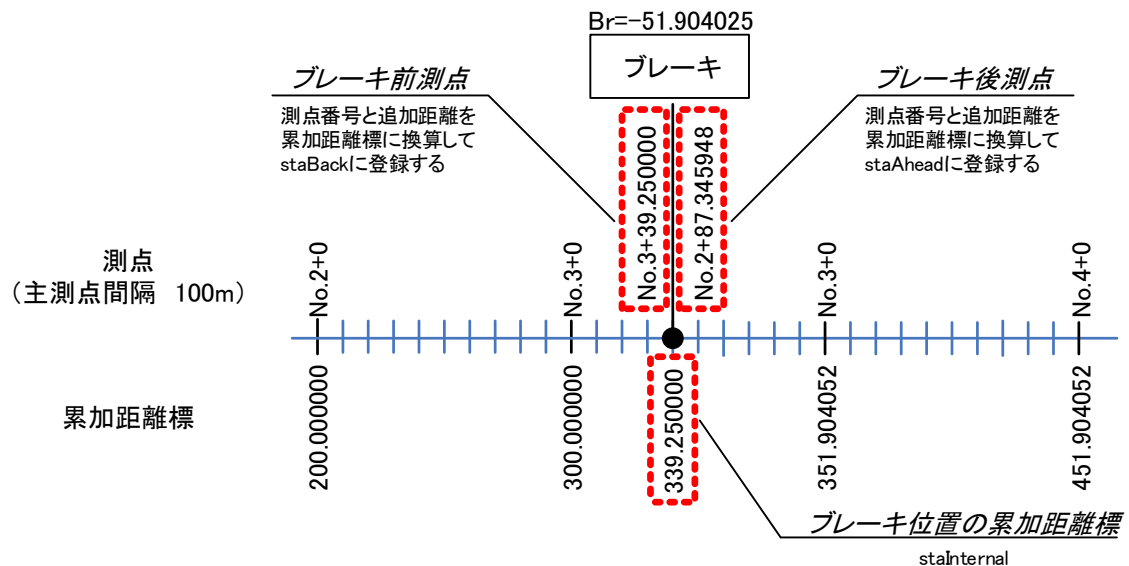 Br=-51.904025
ブレーキ
ブレーキ前測点
測点番号と追加距離を
累加距離標に換算して
staBackに登録する
ブレーキ後測点
測点番号と追加距離を
累加距離標に換算して
staAheadに登録する
No.3+39.250000
No.2+87.345948
測点
（主測点間隔　100m）
No.2+0
No.3+0
No.3+0
No.4+0
累加距離標
200.000000
300.000000
339.250000
351.904052
451.904052
ブレーキ位置の累加距離標
staInternal